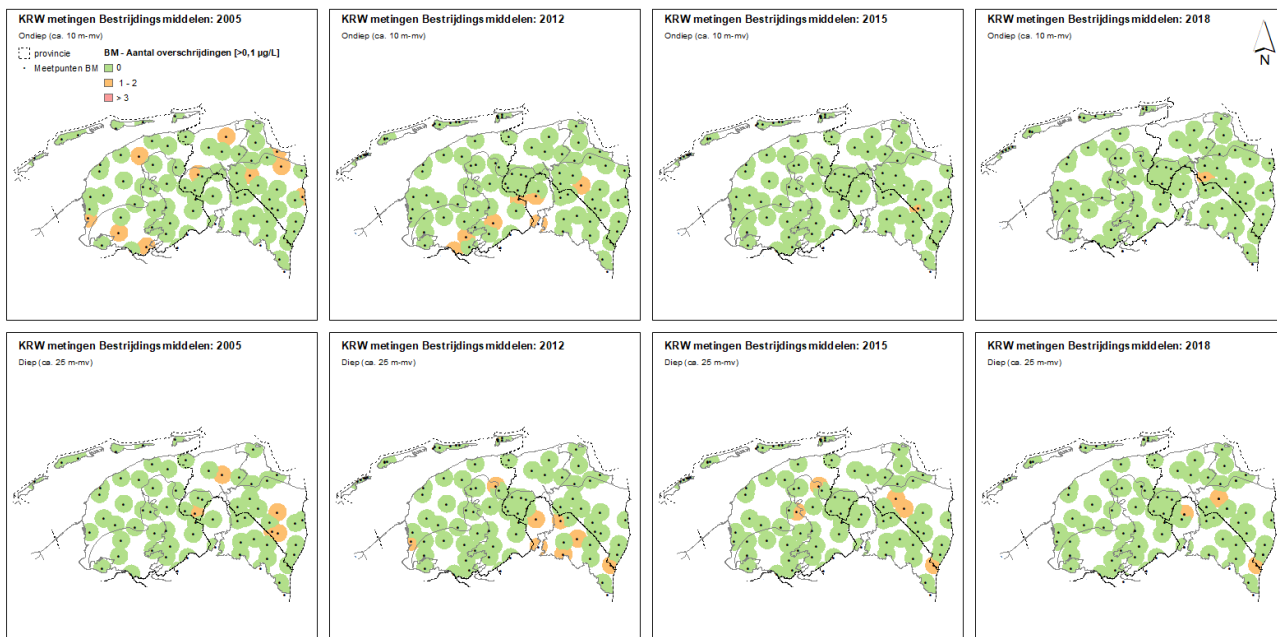 KRW metingen Bestrijdingsmiddelen: 2005
Ondiep (ca. 10 m-mv)
provincie
Meetpunten BM
BM - Aantal overschrijdingen [>0,1 µg/L]
0
1 - 2
> 3
KRW metingen Bestrijdingsmiddelen: 2012
Ondiep (ca. 10 m-mv)
KRW metingen Bestrijdingsmiddelen: 2015
Ondiep (ca. 10 m-mv)
KRW metingen Bestrijdingsmiddelen: 2018
Ondiep (ca. 10 m-mv)
N
KRW metingen Bestrijdingsmiddelen: 2005
Diep (ca. 25 m-mv)
KRW metingen Bestrijdingsmiddelen: 2012
Diep (ca. 25 m-mv)
KRW metingen Bestrijdingsmiddelen: 2015
Diep (ca. 25 m-mv)
KRW metingen Bestrijdingsmiddelen: 2018
Diep (ca. 25 m-mv)